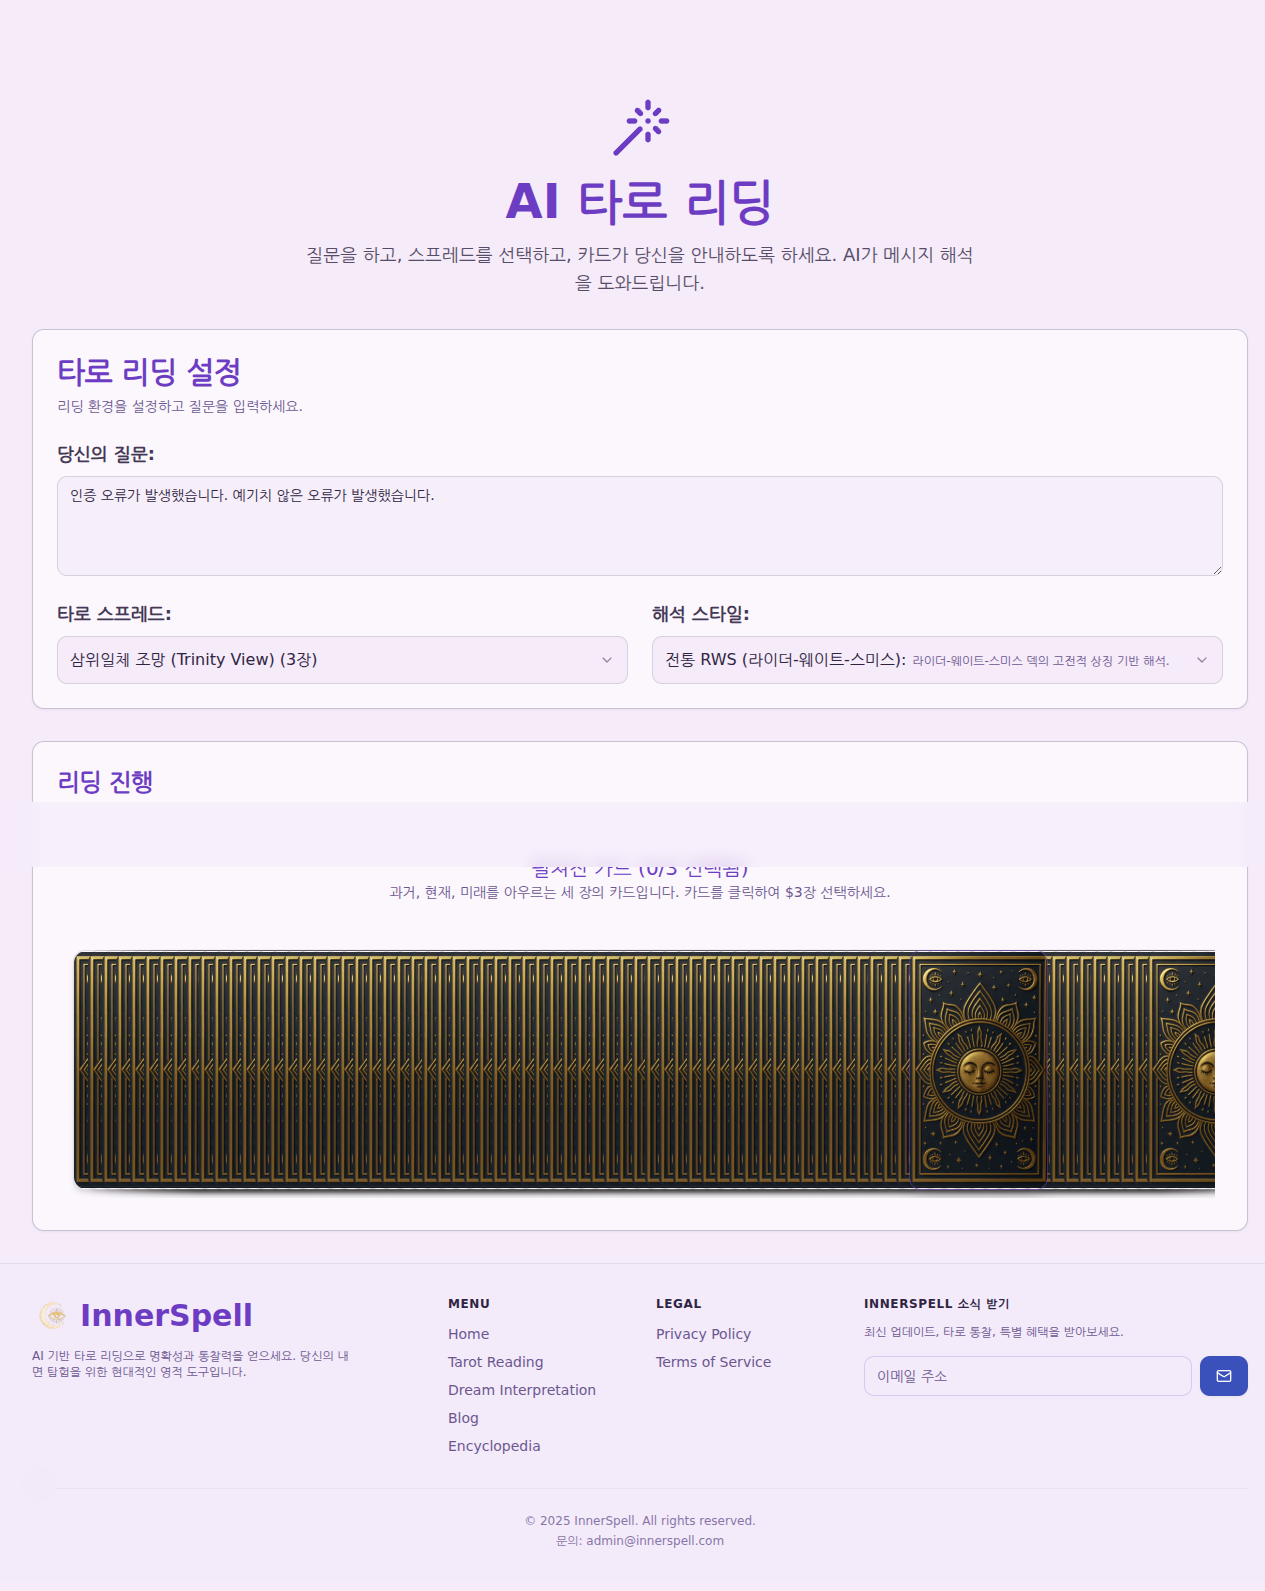 AI 타로 리딩
질문을 하고, 스프레드를 선택하고, 카드가 당신을 안내하도록 하세요. AI가 메시지 해석
을 도와드립니다.
타로 리딩 설정
리딩 환경을 설정하고 질문을 입력하세요.
당신의 질문:
인증 오류가 발생했습니다. 예기치 않은 오류가 발생했습니다.
타로 스프레드:
해석 스타일:
삼위일체 조망 (Trinity View) (3장)
전통 RWS (라이더-웨이트-스미스): 라이더-웨이트-스미스 덱의 고전적 상징 기반 해석.
리딩 진행
펼쳐진 카드 (0/3 선택됨)
과거, 현재, 미래를 아우르는 세 장의 카드입니다. 카드를 클릭하여 $3장 선택하세요.
InnerSpell
AI 기반 타로 리딩으로 명확성과 통찰력을 얻으세요. 당신의 내
면 탐험을 위한 현대적인 영적 도구입니다.
MENU
Home
Tarot Reading
Dream Interpretation
Blog
Encyclopedia
LEGAL
Privacy Policy
Terms of Service
INNERSPELL 소식 받기
최신 업데이트, 타로 통찰, 특별 혜택을 받아보세요.
이메일 주소
© 2025 InnerSpell. All rights reserved.
문의: admin@innerspell.com